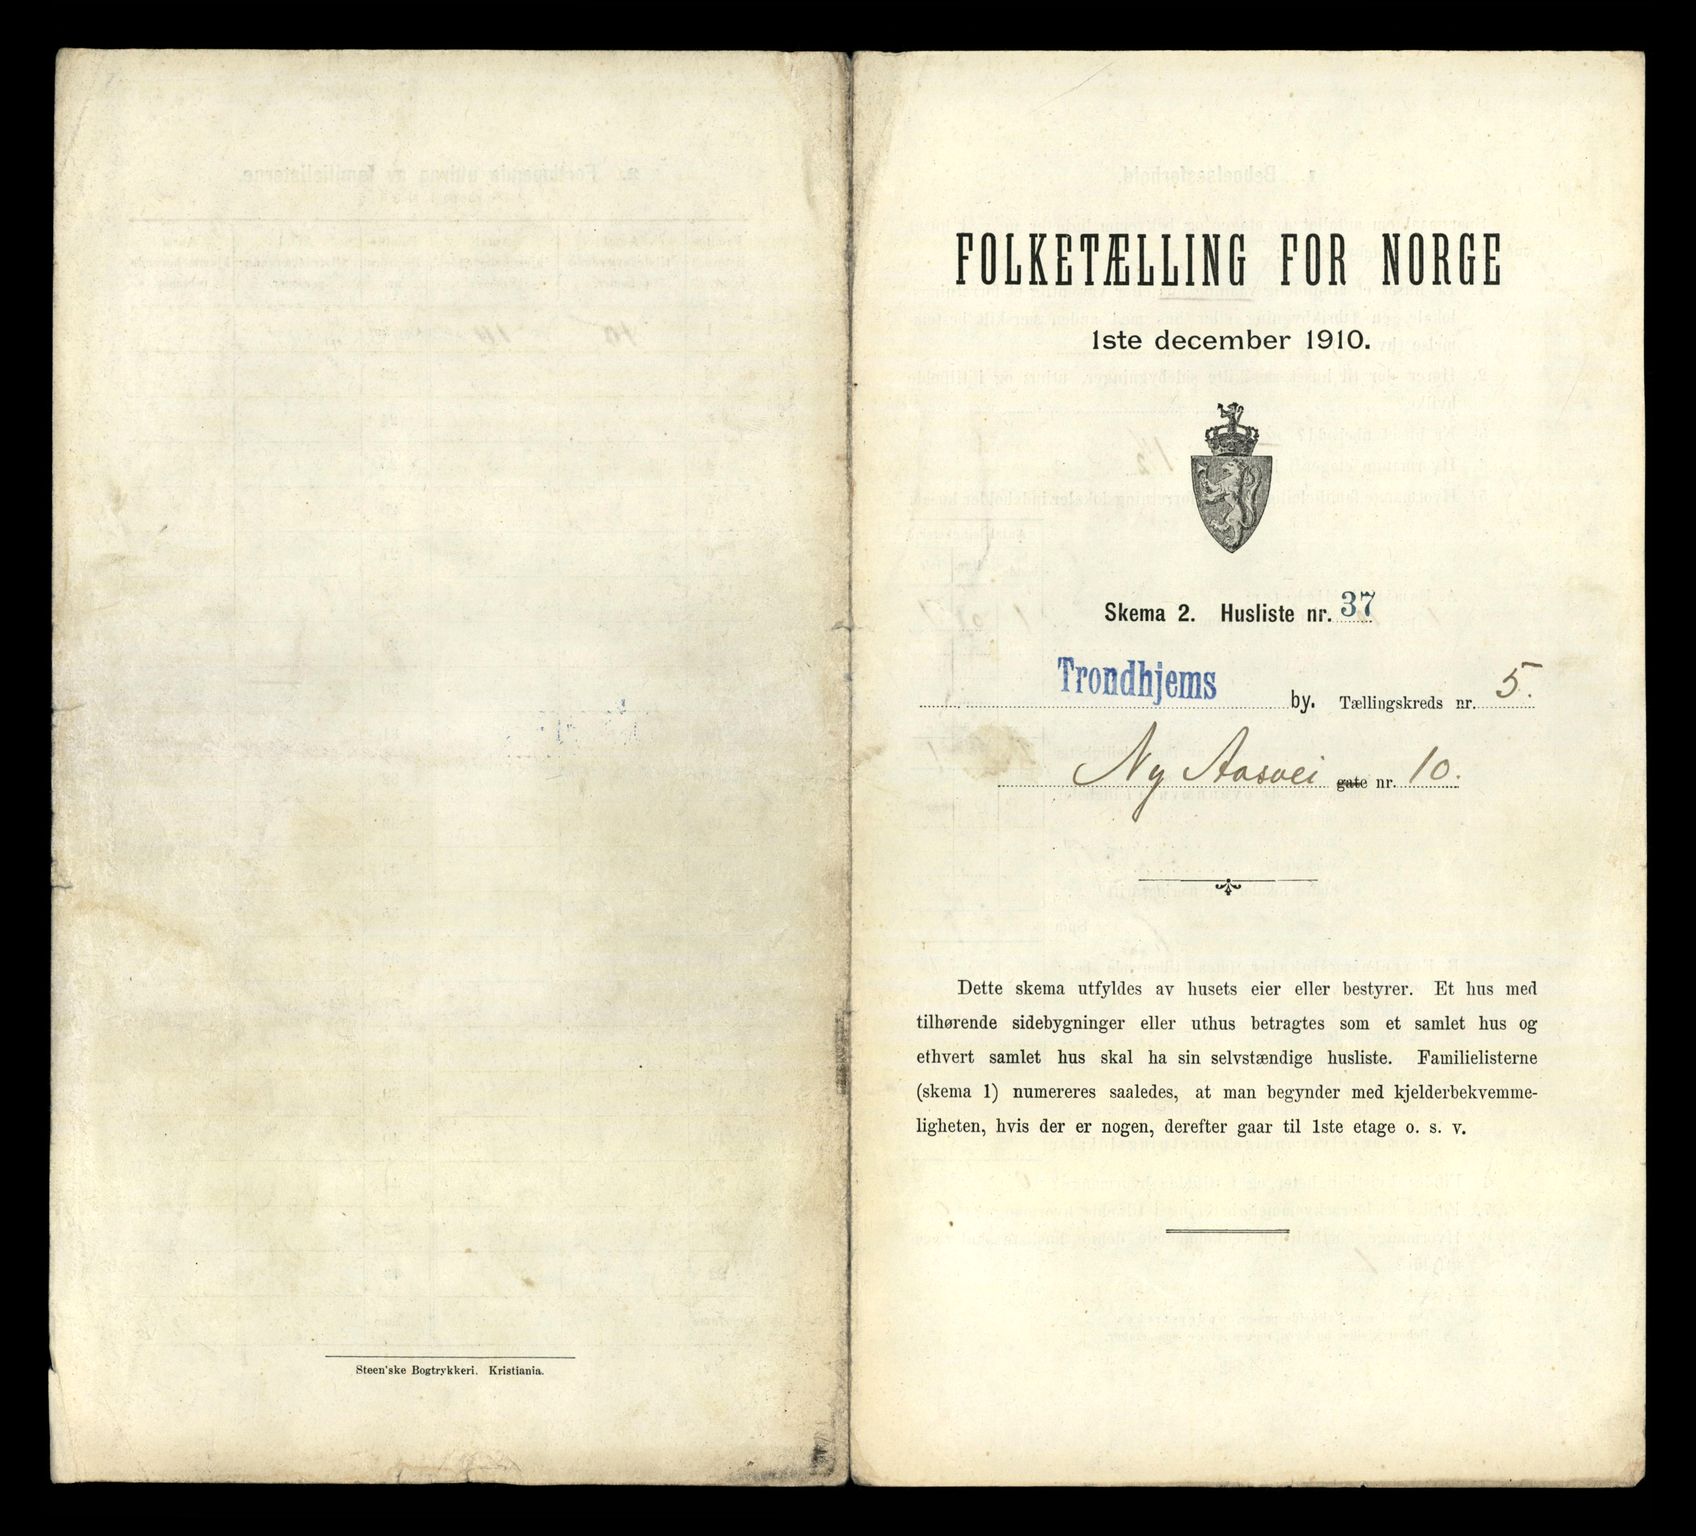 Steen'ske Bogtrykkeri. Kristiania.
FOLKETÆLLING FOR NORGE
1ste december 1910.
Skema 2. Husliste nr. 37
Trondhjems by. Tællingskreds nr. 5.
Ny Aasvei gate nr. 10.
Dette skema utfyldes av husets eier eller bestyrer. Et hus med
tilhørende sidebygninger eller uthus betragtes som et samlet hus og
ethvert samlet hus skal ha sin selvstændige husliste. Familielisterne
(skema 1) numereres saaledes, at man begynder med kjelderbekvemme-
ligheten, hvis der er nogen, derefter gaar til 1ste etage o. s. v.